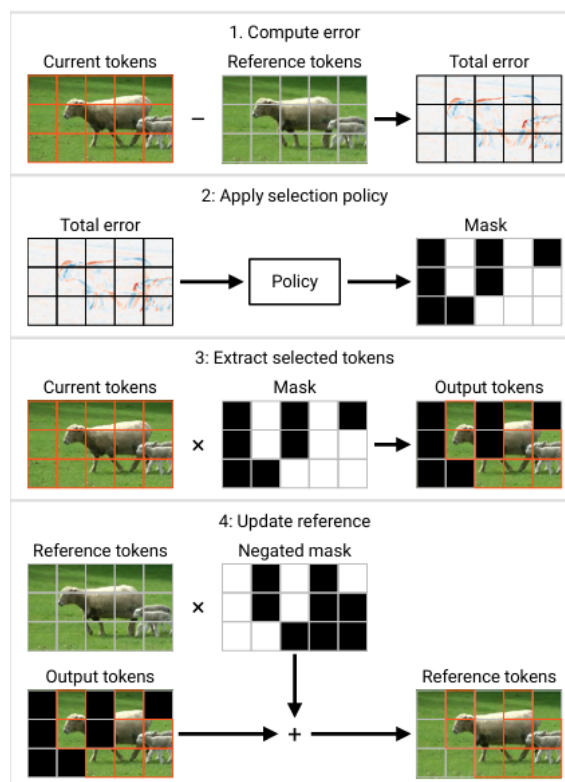 1. Compute error
Current tokens
Reference tokens
Total error
−
2: Apply selection policy
Total error
Mask
Policy
3: Extract selected tokens
Current tokens
Mask
Output tokens
×
4: Update reference
Reference tokens
Negated mask
×
Output tokens
Reference tokens
+